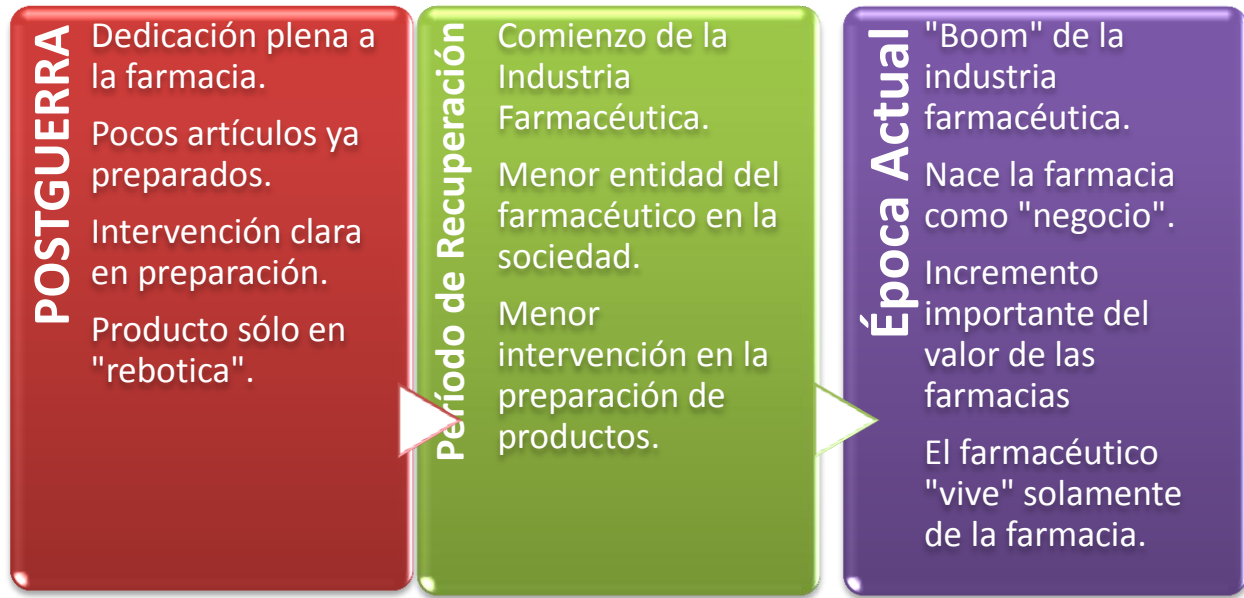 POSTGUERRA
Dedicación plena a
la farmacia.
Pocos artículos ya
preparados.
Intervención clara
en preparación.
Producto sólo en
"rebotica".
Período de Recuperación
Comienzo de la
Industria
Farmacéutica.
Menor entidad del
farmacéutico en la
sociedad.
Menor
intervención en la
preparación de
productos.
Época Actual
"Boom" de la
industria
farmacéutica.
Nace la farmacia
como "negocio".
Incremento
importante del
valor de las
farmacias
El farmacéutico
"vive" solamente
de la farmacia.